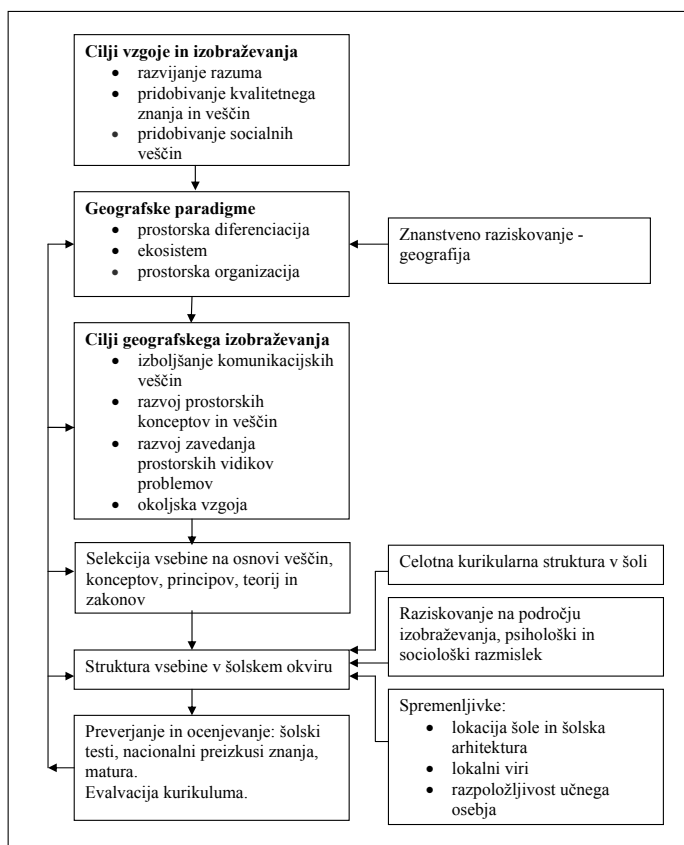 Cilji vzgoje in izobraževanja
• razvijanje razuma
• pridobivanje kvalitetnega
znanja in veščin
• pridobivanje socialnih
veščin
Geografske paradigme
• prostorska diferenciacija
• ekosistem
• prostorska organizacija
Znanstveno raziskovanje -
geografija
Cilji geografskega izobraževanja
• izboljšanje komunikacijskih
veščin
• razvoj prostorskih
konceptov in veščin
• razvoj zavedanja
prostorskih vidikov
problemov
• okoljska vzgoja
Selekcija vsebine na osnovi veščin,
konceptov, principov, teorij in
zakonov
Celotna kurikularna struktura v šoli
Raziskovanje na področju
izobraževanja, psihološki in
sociološki razmislek
Struktura vsebine v šolskem okviru
Spremenljivke:
• lokacija šole in šolska
arhitektura
• lokalni viri
• razpoložljivost učnega
osebja
Preverjanje in ocenjevanje: šolski
testi, nacionalni preizkusi znanja,
matura.
Evalvacija kurikuluma.